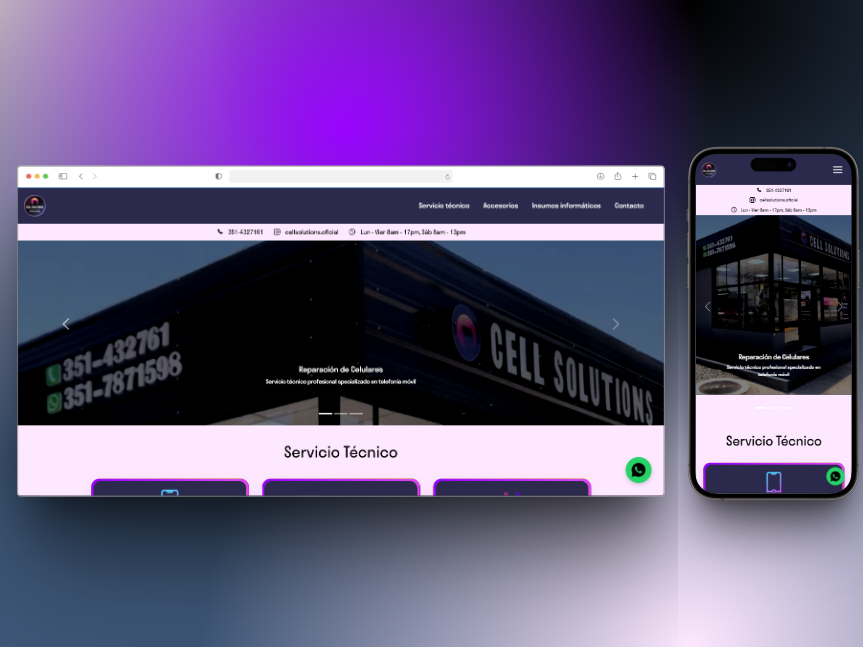 Servicio técnico Accesorios Insumos informáticos Contacto
351-4327161 cellsolutions.oficial Lun - Vier 8am - 17pm, Sáb 8am - 13pm
351-432761
351-7871598
CELL SOLUTIONS
Reparación de Celulares
Servicio técnico profesional specializado en telefonía móvil
Servicio Técnico
351-4327161
cellsolutions.oficial
Lun - Vier 8am - 17pm, Sáb 8am - 13pm
351-432761
351-7871598
CELL SOLUTIONS
Reparación de Celulares
Servicio técnico profesional specializado en
telefonía móvil
Servicio Técnico